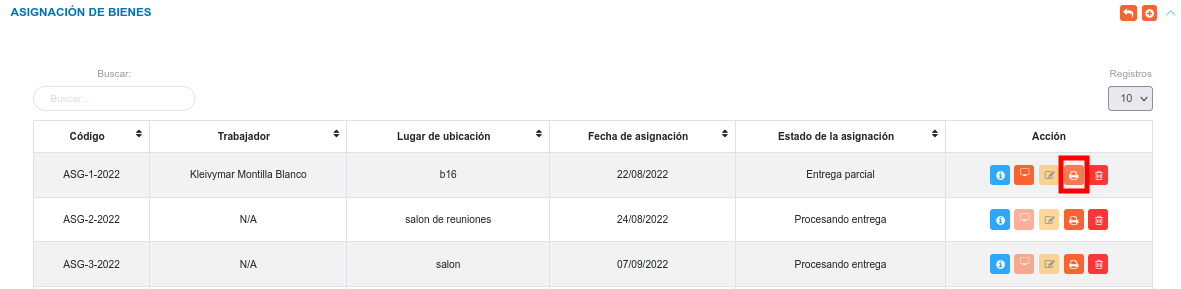 ASIGNACIÓN DE BIENES
Buscar:
Registros
Buscar...
10
Código Trabajador Lugar de ubicación Fecha de asignación Estado de la asignación Acción
ASG-1-2022 Kleivymar Montilla Blanco b16 22/08/2022 Entrega parcial
ASG-2-2022 N/A salon de reuniones 24/08/2022 Procesando entrega
ASG-3-2022 N/A salon 07/09/2022 Procesando entrega